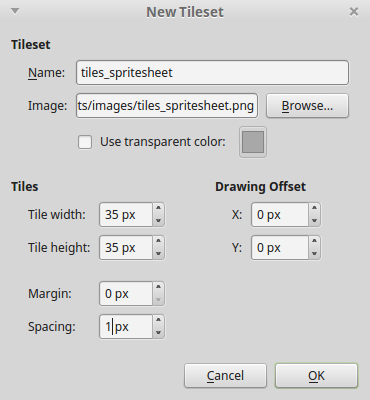 New Tileset
Tileset
Name: tiles_spritesheet
Image: ts/images/tiles_spritesheet.png Browse...
Use transparent color:
Tiles Drawing Offset
Tile width: 35 px X: 0 px
Tile height: 35 px Y: 0 px
Margin: 0 px
Spacing: 1 px
Cancel OK